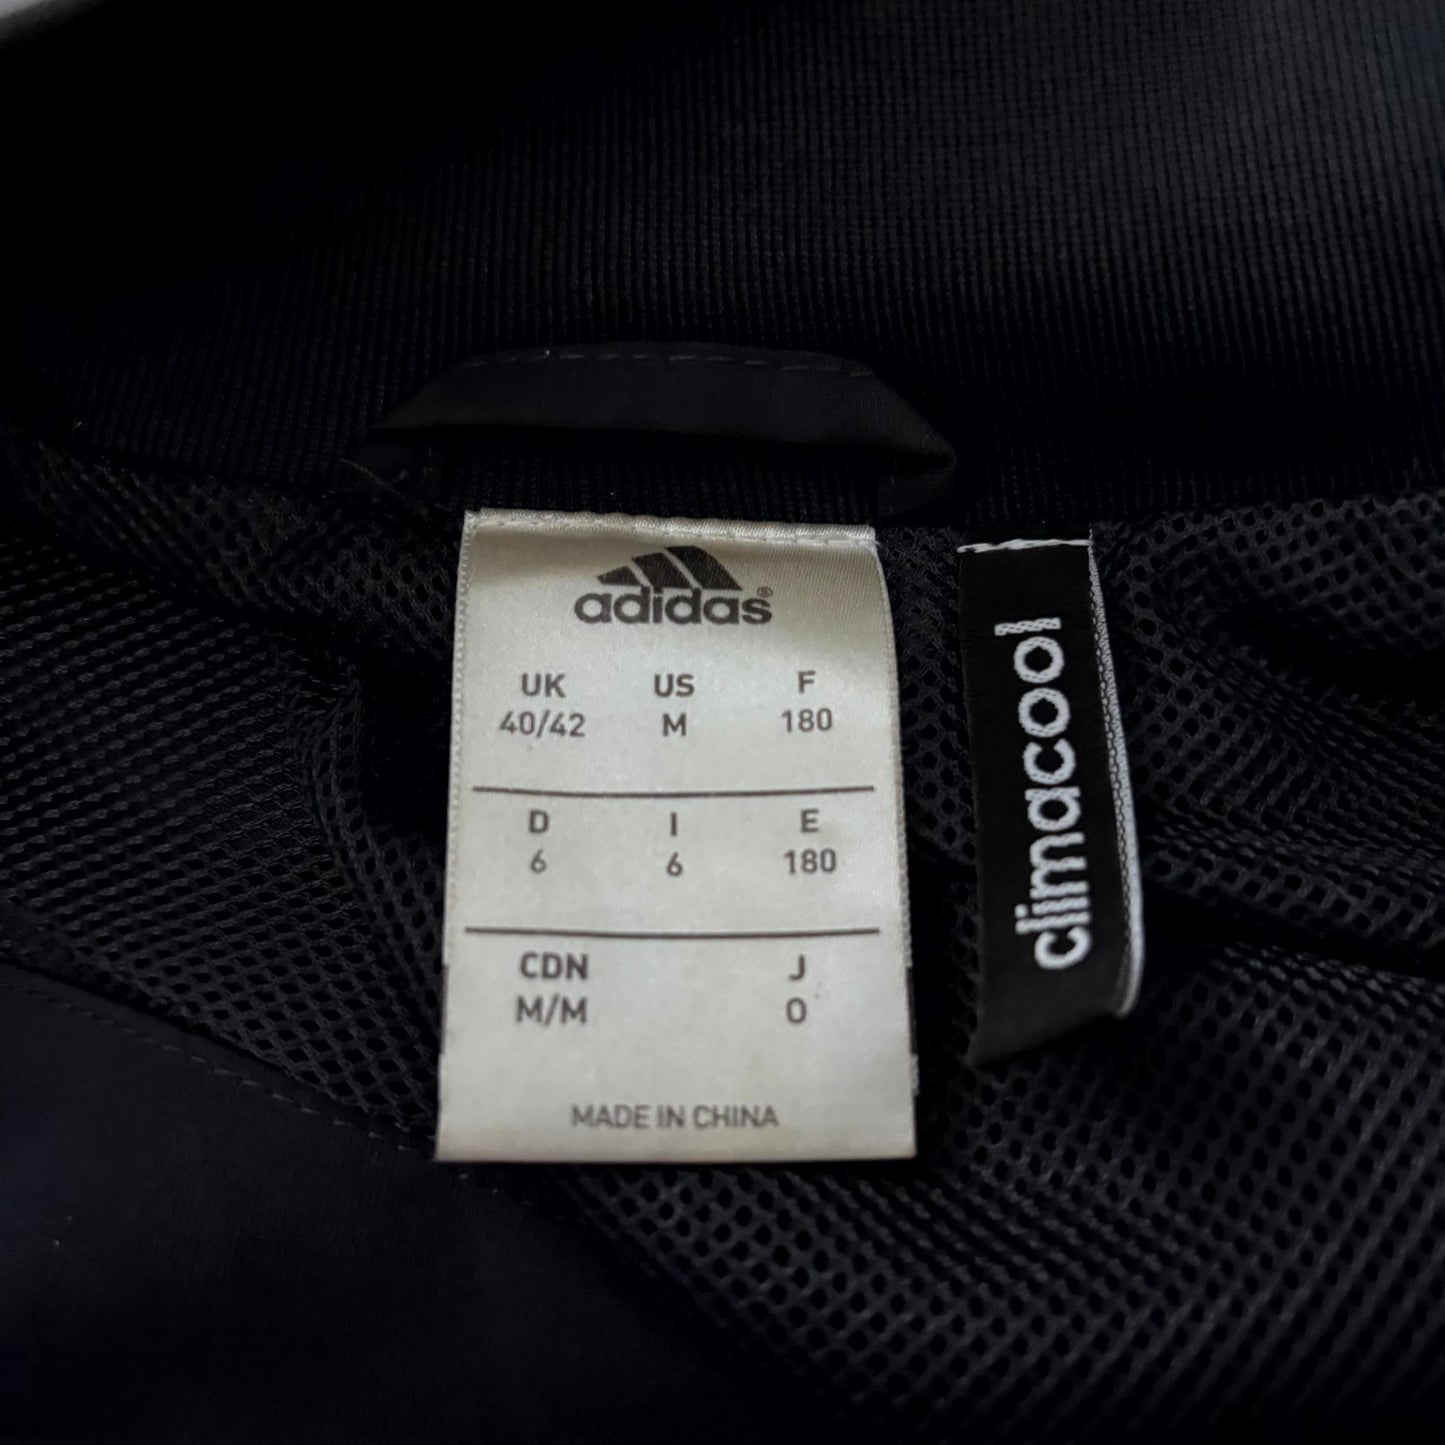 adidas®
UK US F
40/42 M 180
D I E
6 6 180
CDN J
M/M O
MADE IN CHINA
climacool